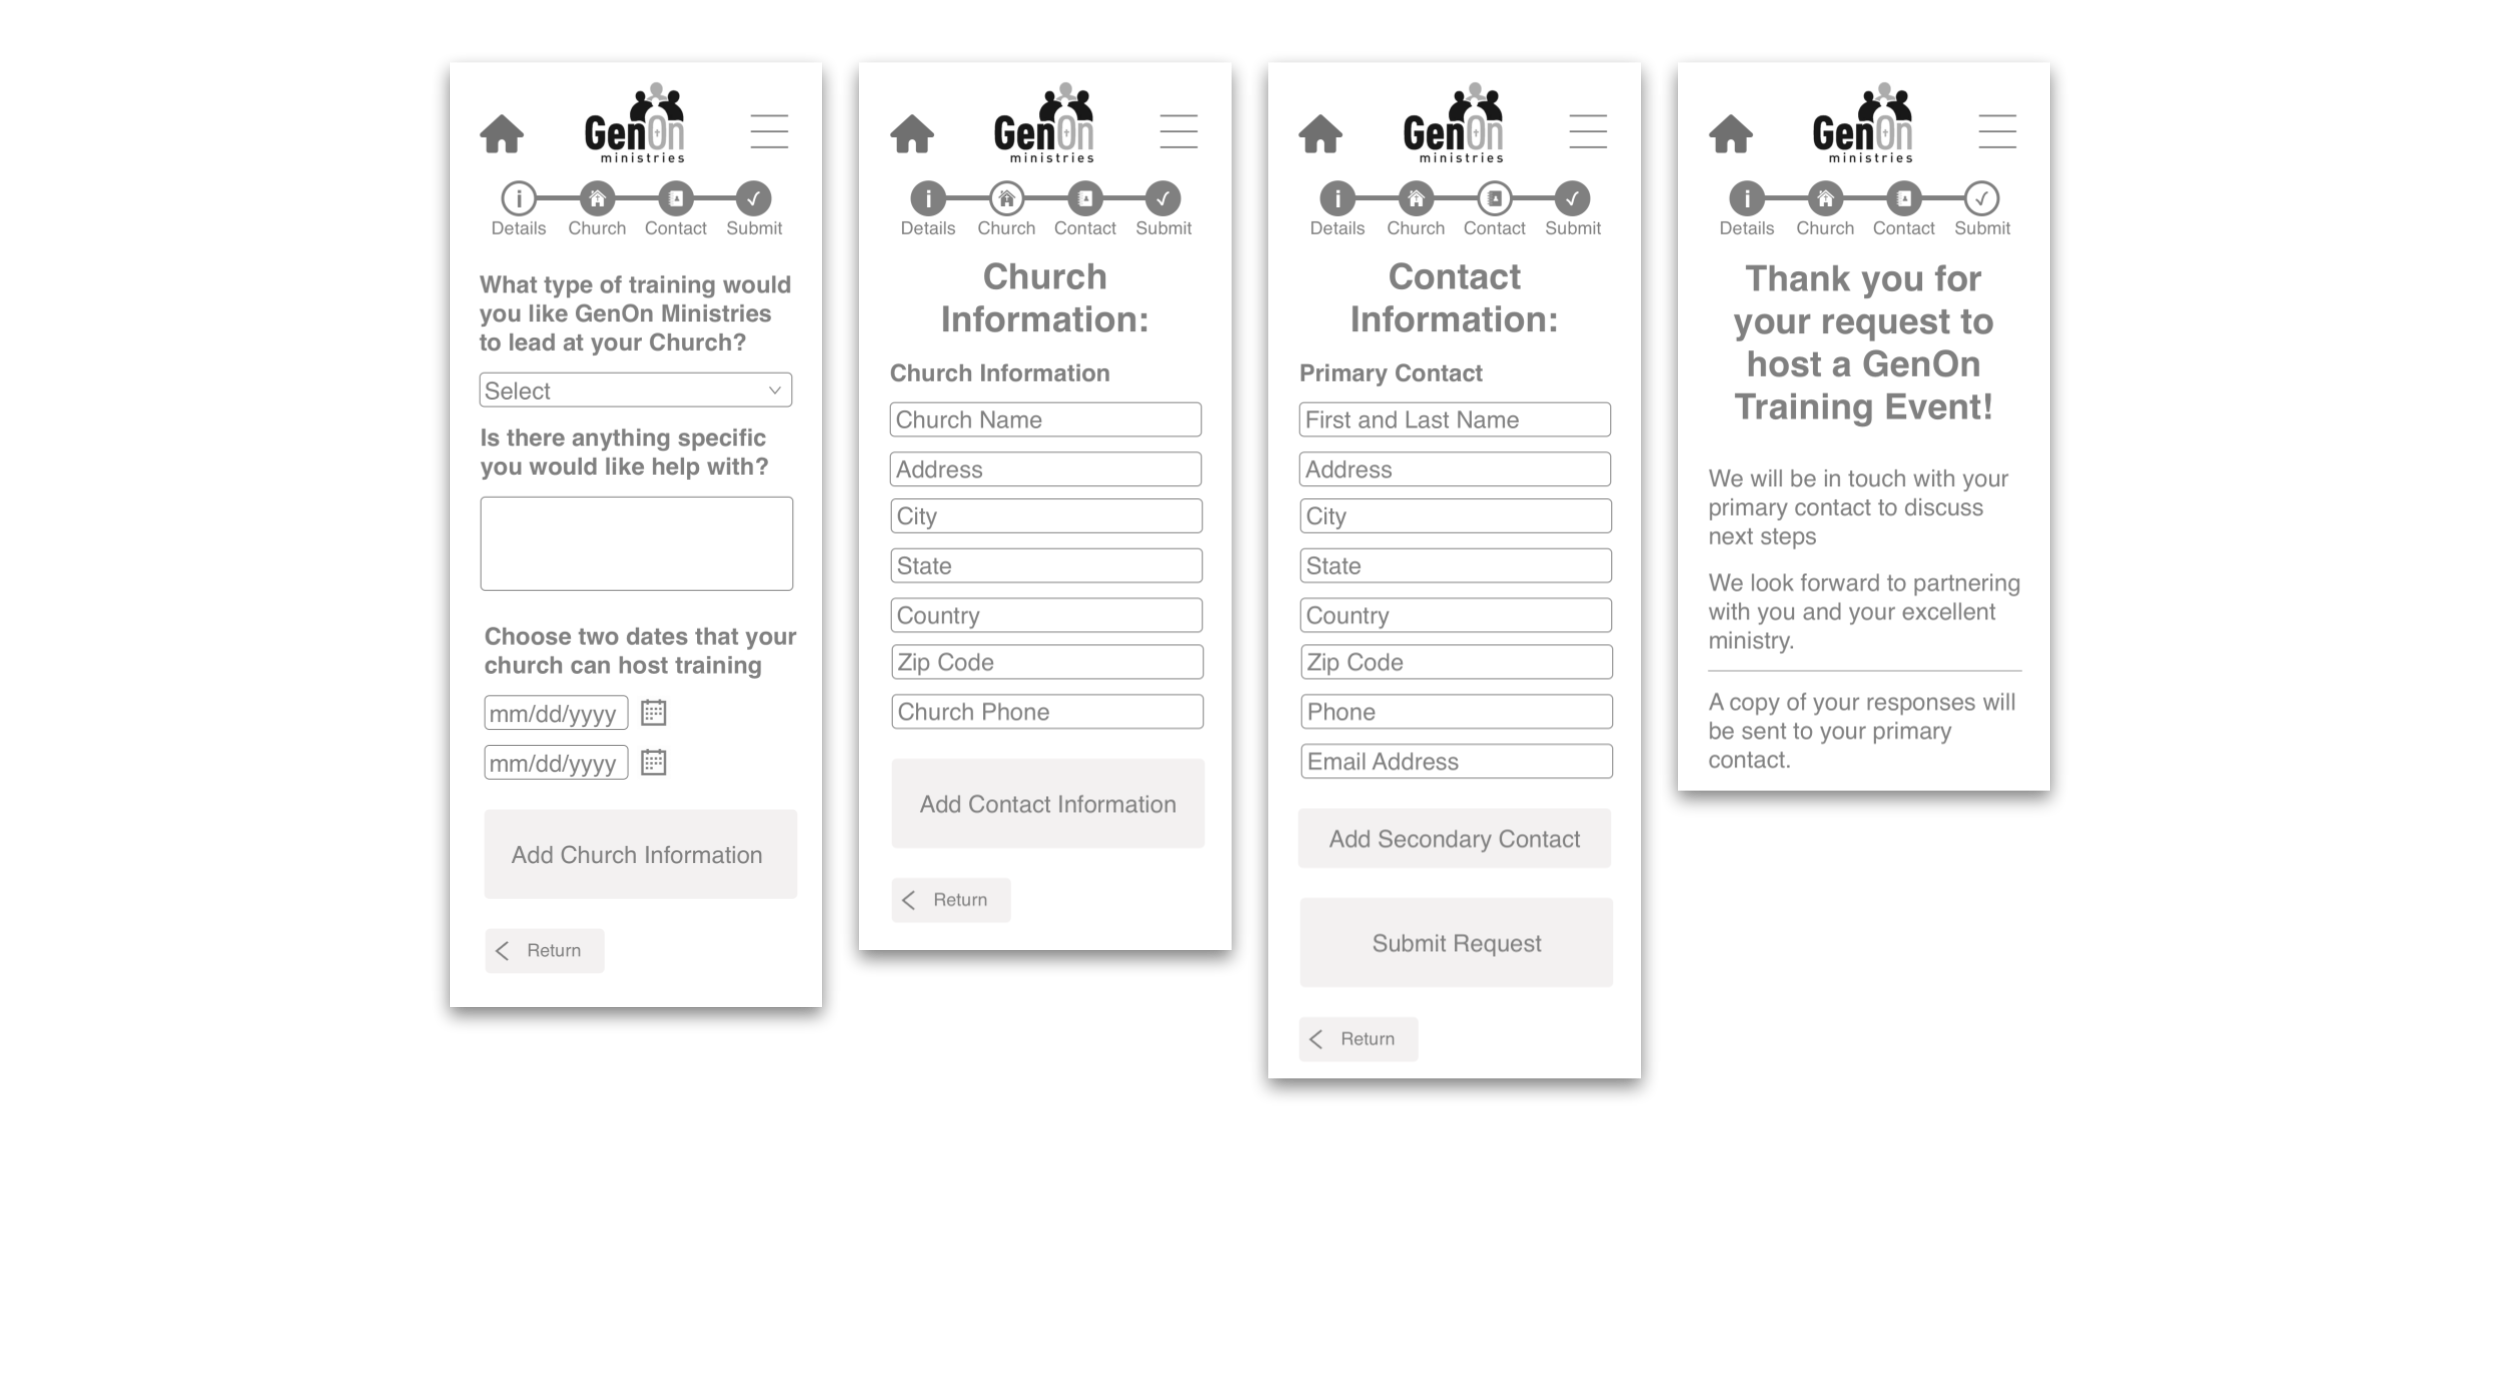 GenOn
ministries
Details Church Contact Submit
What type of training would
you like GenOn Ministries
to lead at your Church?
Select
Is there anything specific
you would like help with?
Choose two dates that your
church can host training
mm/dd/yyyy
mm/dd/yyyy
Add Church Information
Return
GenOn
ministries
Details Church Contact Submit
Church
Information:
Church Information
Church Name
Address
City
State
Country
Zip Code
Church Phone
Add Contact Information
Return
GenOn
ministries
Details Church Contact Submit
Contact
Information:
Primary Contact
First and Last Name
Address
City
State
Country
Zip Code
Phone
Email Address
Add Secondary Contact
Submit Request
Return
GenOn
ministries
Details Church Contact Submit
Thank you for
your request to
host a GenOn
Training Event!
We will be in touch with your
primary contact to discuss
next steps
We look forward to partnering
with you and your excellent
ministry.
A copy of your responses will
be sent to your primary
contact.